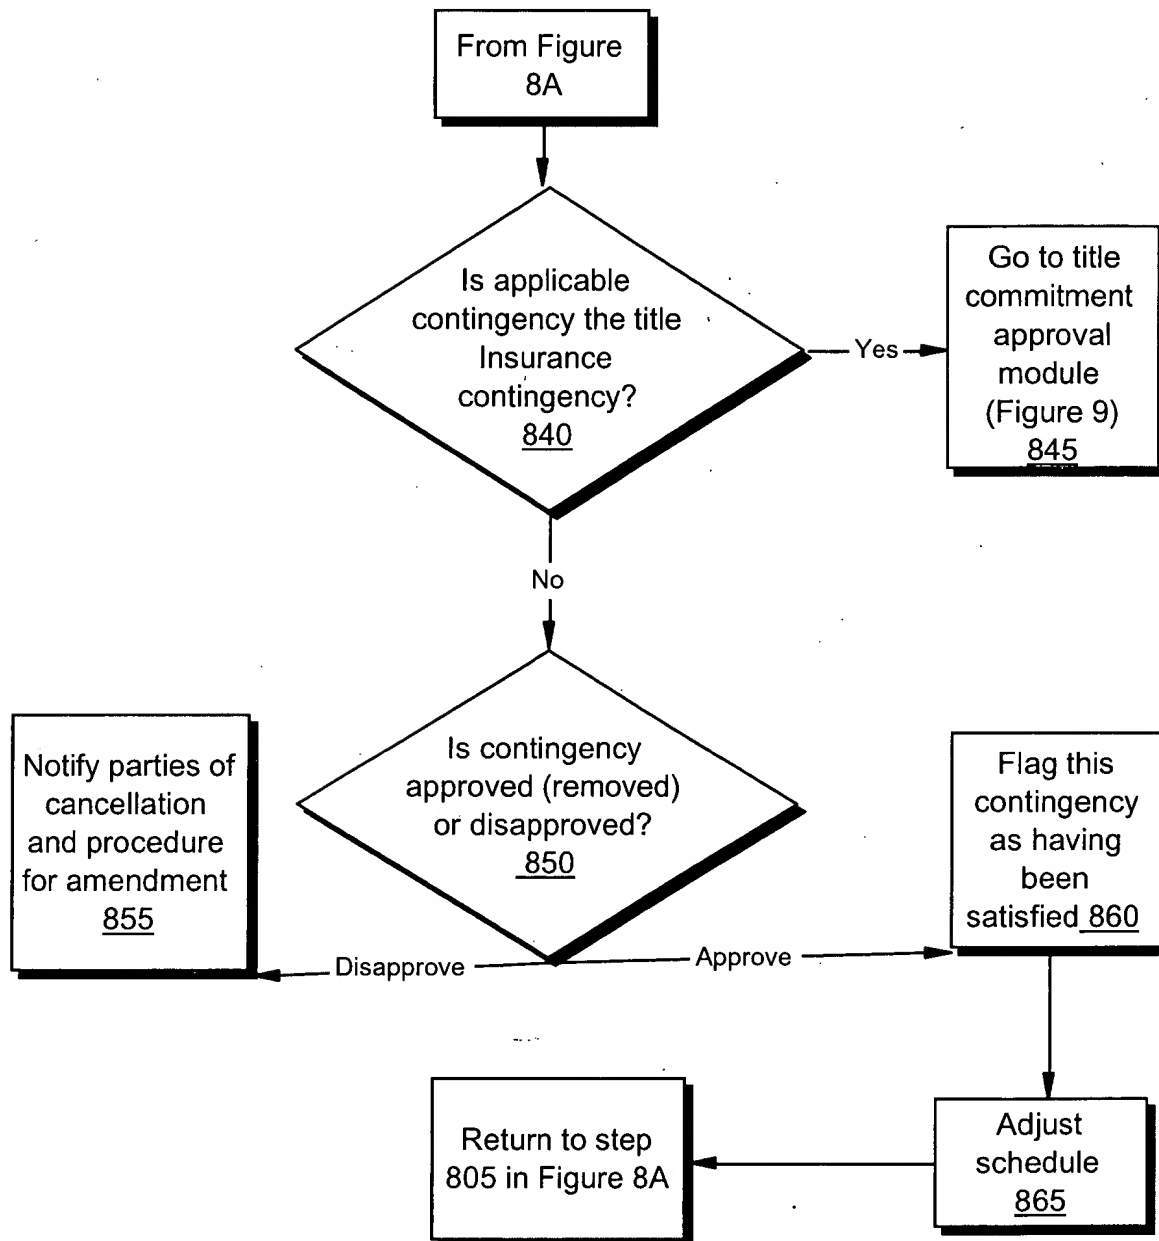 From Figure
8A
Is applicable
contingency the title
Insurance
contingency?
840
Yes
Go to title
commitment
approval
module
(Figure 9)
845
No
Is contingency
approved (removed)
or disapproved?
850
Notify parties of
cancellation
and procedure
for amendment
855
Flag this
contingency
as having
been
satisfied 860
Disapprove
Approve
Return to step
805 in Figure 8A
Adjust
schedule
865